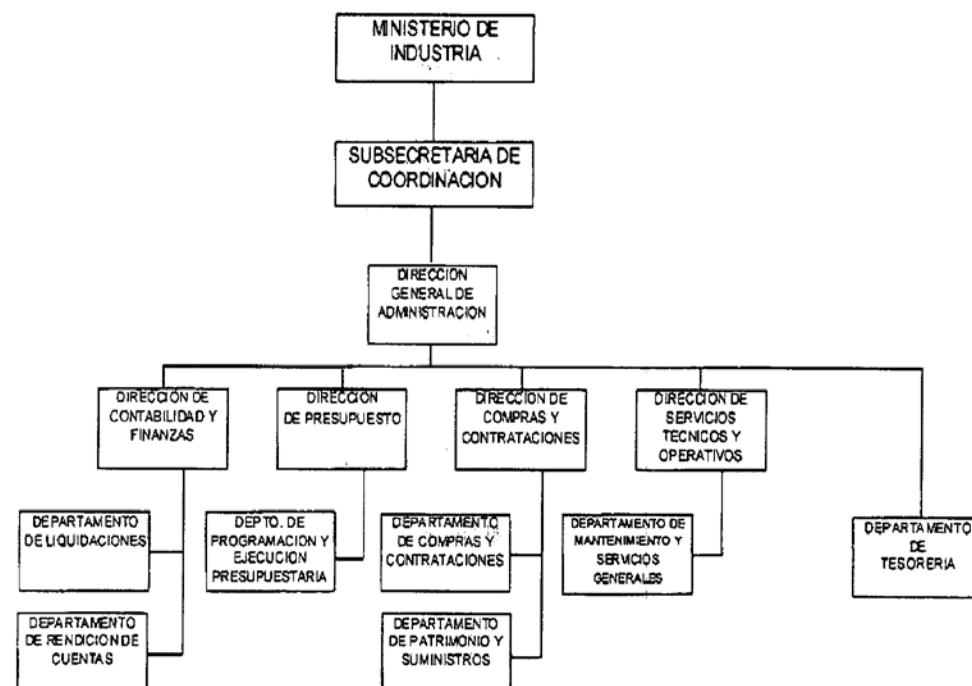 MINISTERIO DE
INDUSTRIA
SUBSECRETARIA DE
COORDINACION
DIRECCION
GENERAL DE
ADMINISTRACION
DIRECCION DE
CONTABILIDAD Y
FINANZAS
DIRECCION
DE PRESUPUESTO
DIRECCION DE
COMPRAS Y
CONTRATACIONES
DIRECCION DE
SERVICIOS
TECNICOS Y
OPERATIVOS
DEPARTAMENTO
DE LIQUIDACIONES
DEPTO. DE
PROGRAMACION Y
EJECUCION
PRESUPUESTARIA
DEPARTAMENTO
DE COMPRAS Y
CONTRATACIONES
DEPARTAMENTO DE
MANTENIMIENTO Y
SERVICIOS
GENERALES
DEPARTAMENTO
DE
TESORERIA
DEPARTAMENTO
DE RENDICION DE
CUENTAS
DEPARTAMENTO
DE PATRIMONIO Y
SUMINISTROS